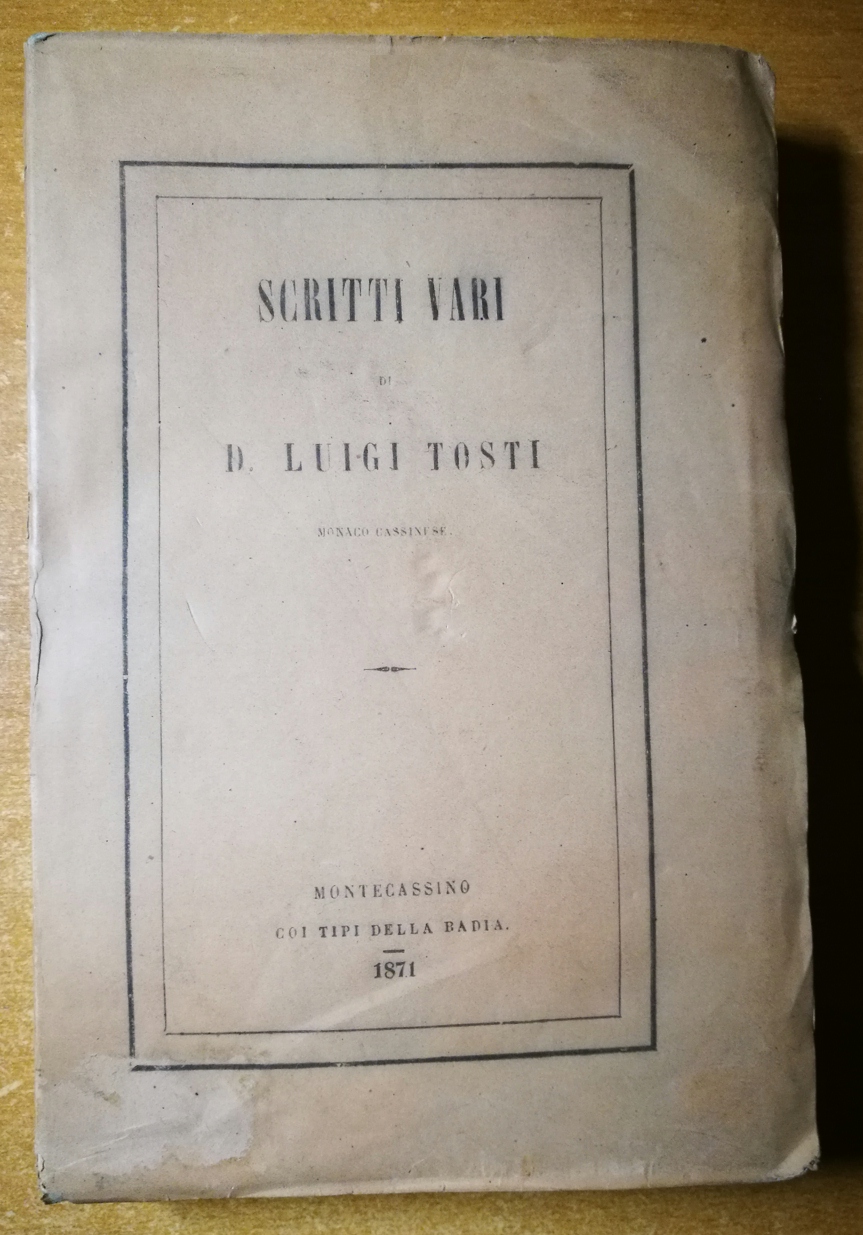 SCRITTI VARI
DI
D. LUIGI TOSTI
MONACO CASSINESE.
MONTECASSINO
COI TIPI DELLA BADIA.
1871